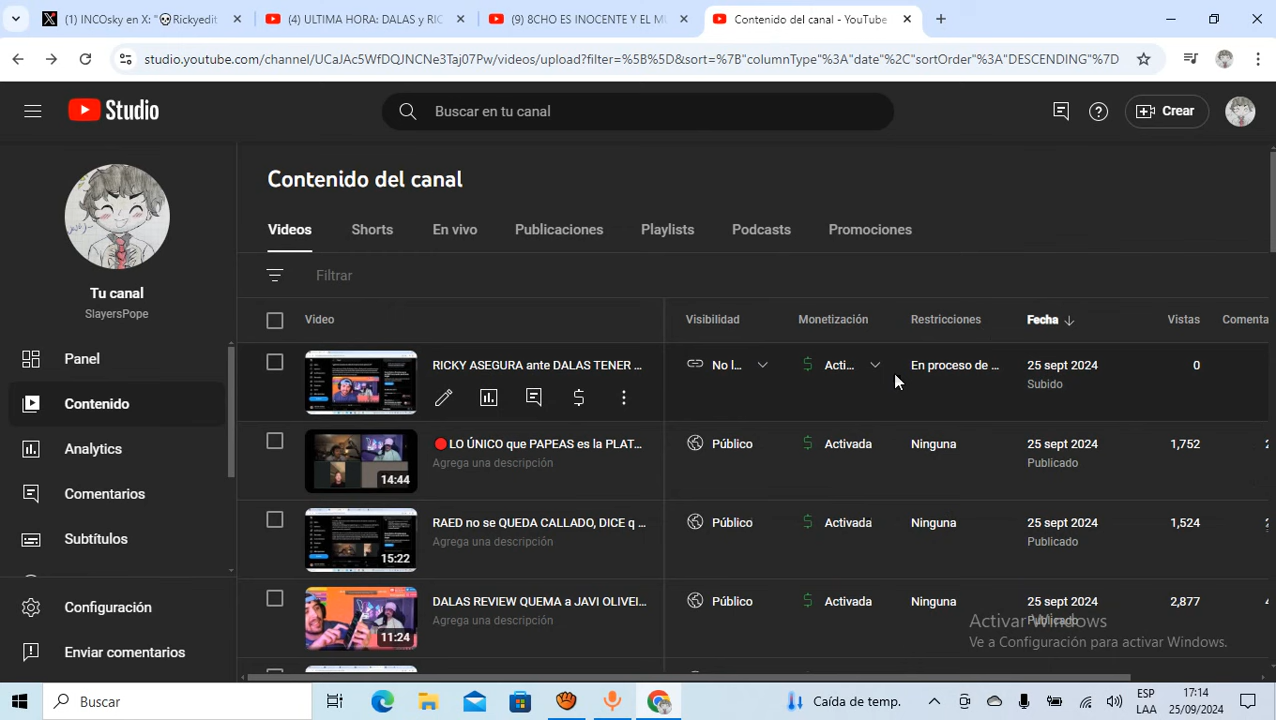 (1) INCOsky en X: "💀Rickyedit
(4) ULTIMA HORA: DALAS y RIC
(9) 8CHO ES INOCENTE Y EL MU
Contenido del canal - YouTube
studio.youtube.com/channel/UCaJAc5WfDQJNCNe3Taj07Pw/videos/upload?filter=%5B%5D&sort=%7B"columnType"%3A"date"%2C"sortOrder"%3A"DESCENDING"%7D
Studio
Buscar en tu canal
Crear
Contenido del canal
Videos Shorts En vivo Publicaciones Playlists Podcasts Promociones
Filtrar
Tu canal
SlayersPope
Panel
Contenido
Analytics
Comentarios
Subtítulos
Configuración
Enviar comentarios
Video Visibilidad Monetización Restricciones Fecha Vistas Comenta
RICKY ASEGURA ante DALAS TENER ... No l... Acti... En proceso de ... 25 sept 2024 0
Subido
🔴LO ÚNICO que PAPEAS es la PLAT... Público Activada Ninguna 25 sept 2024 1,752
14:44 Agrega una descripción Publicado
RAED no se QUEDA CALLADO, DICE q ... Público Activada Ninguna 25 sept 2024 1,824
15:22 Agrega una descripción Publicado
DALAS REVIEW QUEMA a JAVI OLIVEI... Público Activada Ninguna 25 sept 2024 2,877
11:24 Agrega una descripción Publicado
Activar Windows
Ve a Configuración para activar Windows.
Buscar
Caída de temp.
ESP
LAA
17:14
25/09/2024